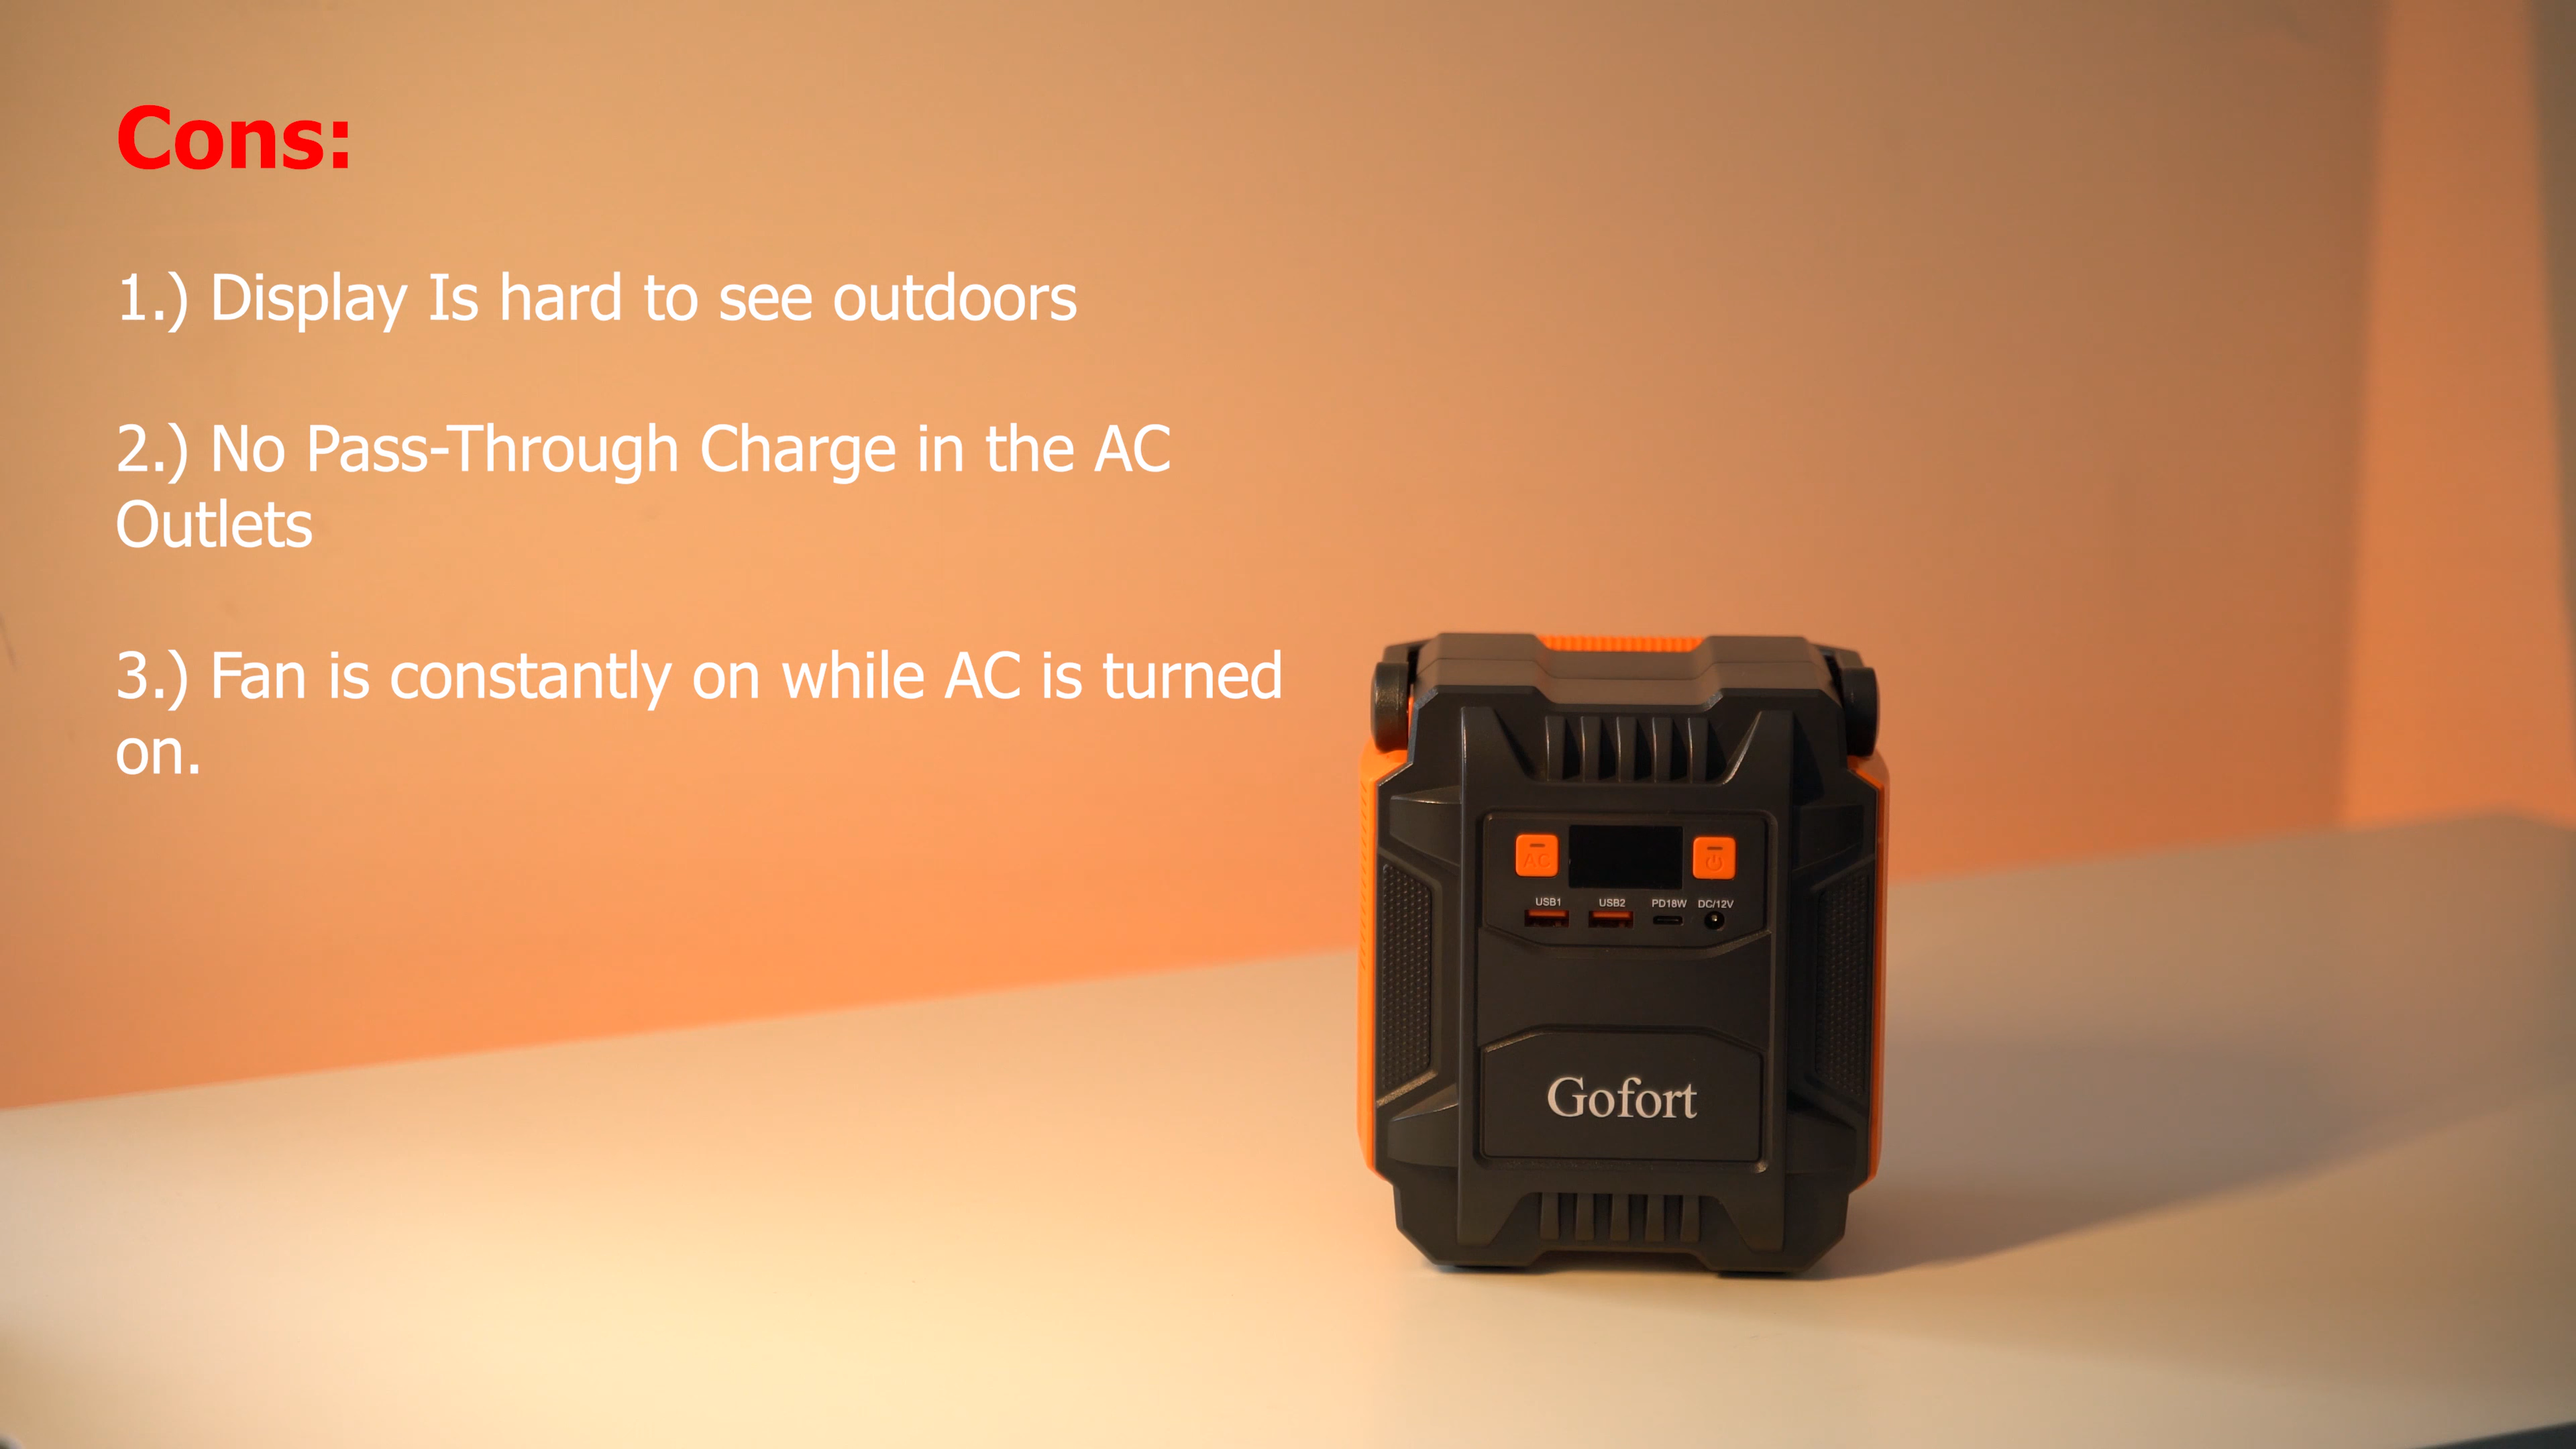 Cons:
1.) Display Is hard to see outdoors
2.) No Pass-Through Charge in the AC
Outlets
3.) Fan is constantly on while AC is turned
on.
AC
USB1 USB2 PD18W DC/12V
Gofort